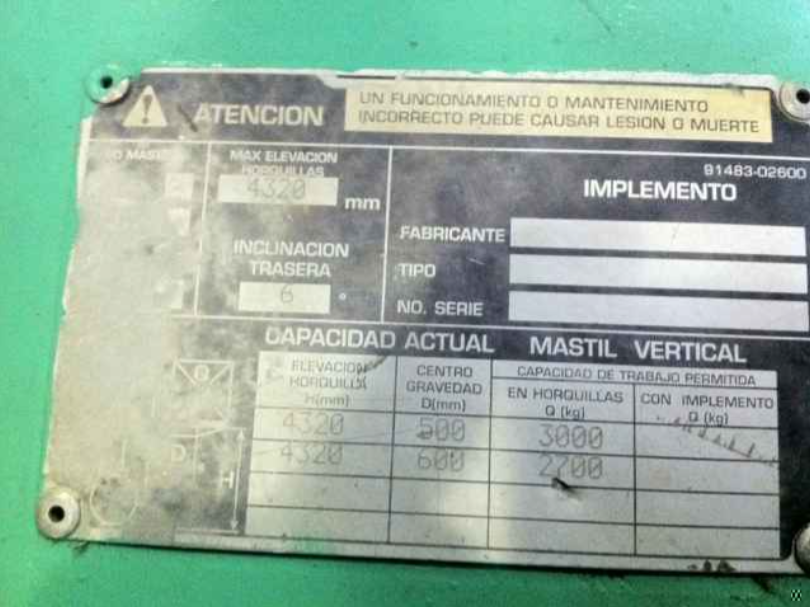 ATENCION
UN FUNCIONAMIENTO O MANTENIMIENTO
INCORRECTO PUEDE CAUSAR LESION O MUERTE
MAX ELEVACION
HORQUILLAS
4320 mm
INCLINACION
TRASERA
6 °
91483-02600
IMPLEMENTO
FABRICANTE
TIPO
NO. SERIE
CAPACIDAD ACTUAL MASTIL VERTICAL
ELEVACION
HORQUILLA
H(mm)
CENTRO
GRAVEDAD
D(mm)
CAPACIDAD DE TRABAJO PERMITIDA
EN HORQUILLAS
Q (kg)
CON IMPLEMENTO
Q (kg)
4320 500 3000
4320 600 2700
G
D
H